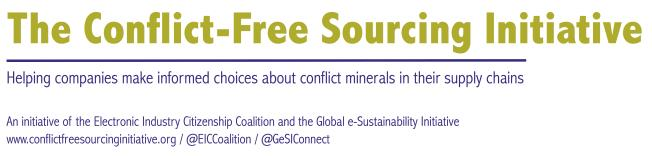 The Conflict-Free Sourcing Initiative
Helping companies make informed choices about conflict minerals in their supply chains
An initiative of the Electronic Industry Citizenship Coalition and the Global e-Sustainability Initiative
www.conflictfreesourcinginitiative.org / @EICCoalition / @GeSIConnect